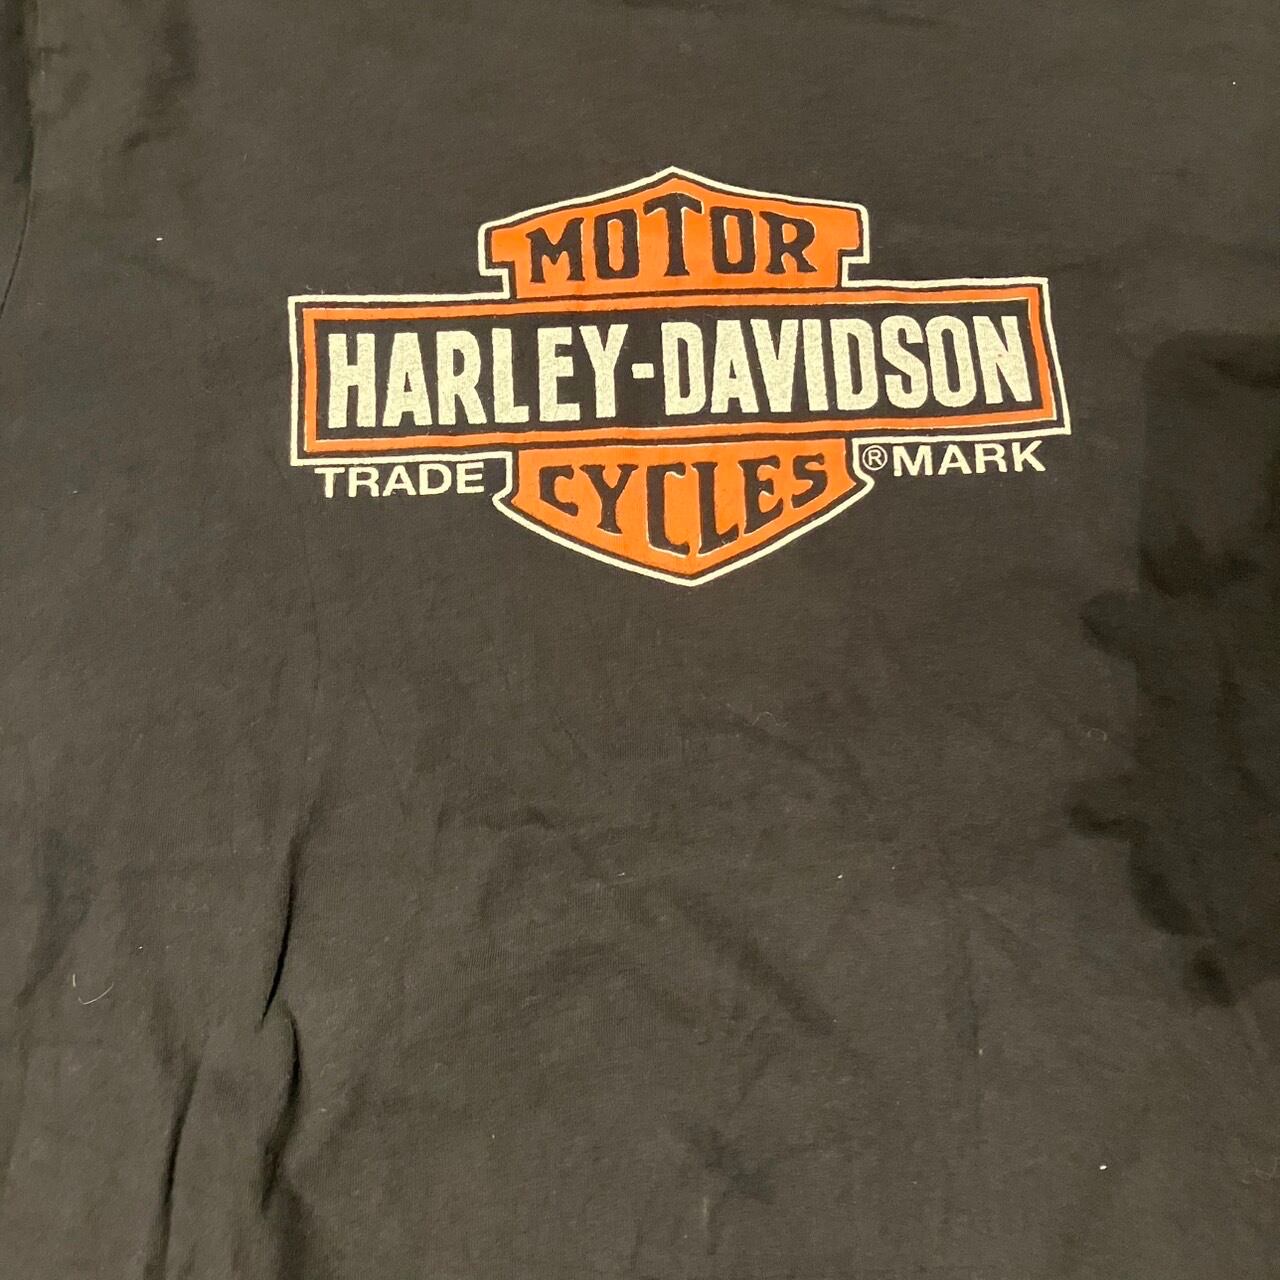 MOTOR
HARLEY-DAVIDSON
TRADE ® MARK
CYCLES